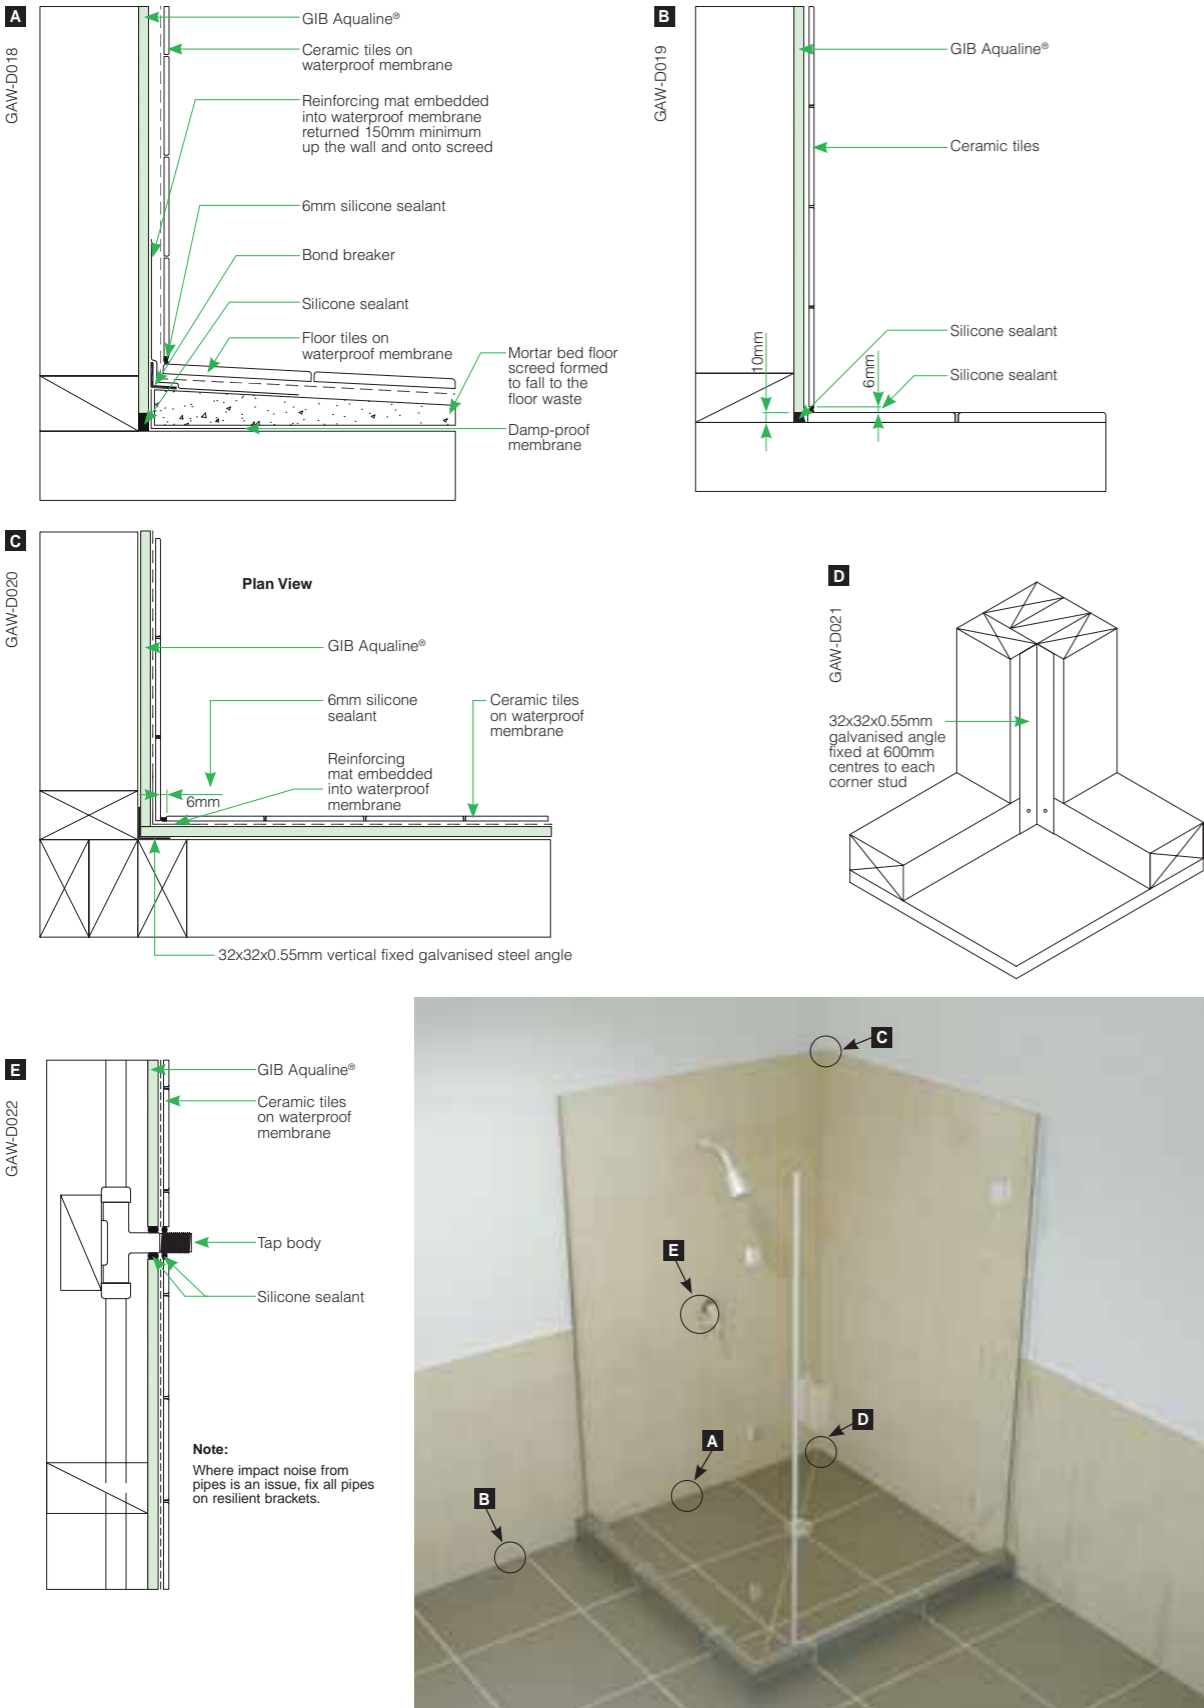 A
GAW-D018
GIB Aqualine®
Ceramic tiles on
waterproof membrane
Reinforcing mat embedded
into waterproof membrane
returned 150mm minimum
up the wall and onto screed
6mm silicone sealant
Bond breaker
Silicone sealant
Floor tiles on
waterproof membrane
Mortar bed floor
screed formed
to fall to the
floor waste
Damp-proof
membrane
B
GAW-D019
GIB Aqualine®
Ceramic tiles
Silicone sealant
Silicone sealant
10mm
6mm
C
GAW-D020
Plan View
GIB Aqualine®
6mm silicone
sealant
Ceramic tiles
on waterproof
membrane
Reinforcing
mat embedded
into waterproof
membrane
6mm
32x32x0.55mm vertical fixed galvanised steel angle
D
GAW-D021
32x32x0.55mm
galvanised angle
fixed at 600mm
centres to each
corner stud
E
GAW-D022
GIB Aqualine®
Ceramic tiles
on waterproof
membrane
Tap body
Silicone sealant
Note:
Where impact noise from
pipes is an issue, fix all pipes
on resilient brackets.
C
E
D
A
B